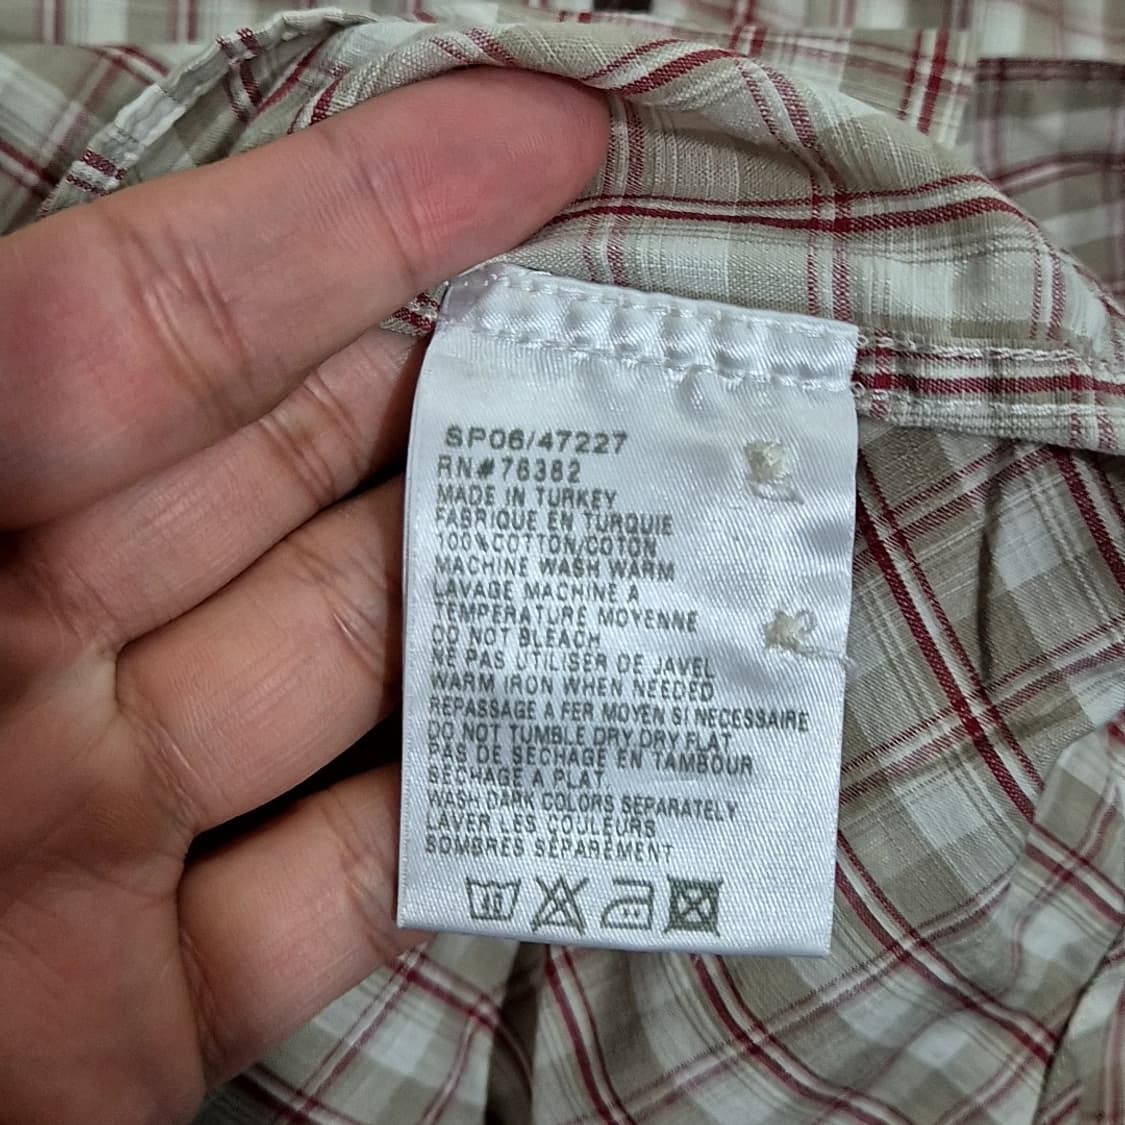 SP06/47227
RN#76382
MADE IN TURKEY
FABRIQUE EN TURQUIE
100%COTTON/COTON
MACHINE WASH WARM
LAVAGE MACHINE A
TEMPERATURE MOYENNE
DO NOT BLEACH
NE PAS UTILISER DE JAVEL
WARM IRON WHEN NEEDED
REPASSAGE A FER MOYEN SI NECESSAIRE
DO NOT TUMBLE DRY, DRY FLAT
PAS DE SECHAGE EN TAMBOUR
SECHAGE A PLAT
WASH DARK COLORS SEPARATELY
LAVER LES COULEURS
SOMBRES SÉPARÉMENT